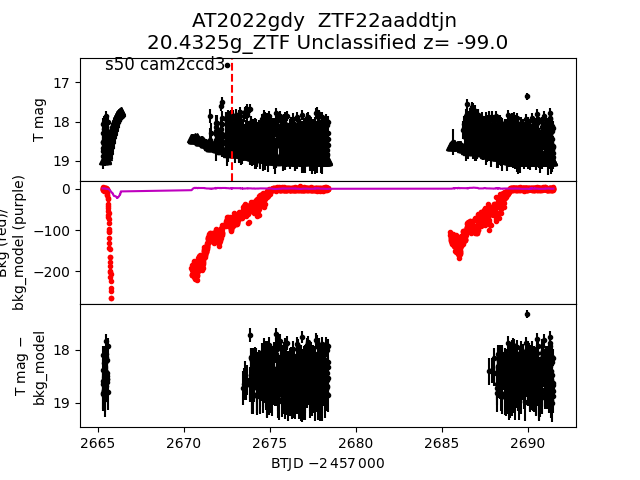 AT2022gdy  ZTF22aaddtjn
20.4325g_ZTF Unclassified z= -99.0
s50 cam2ccd3
T mag
17
18
19
Bkg (red)/
bkg_model (purple)
0
−100
−200
T mag −
bkg_model
18
19
2665 2670 2675 2680 2685 2690
BTJD −2 457 000